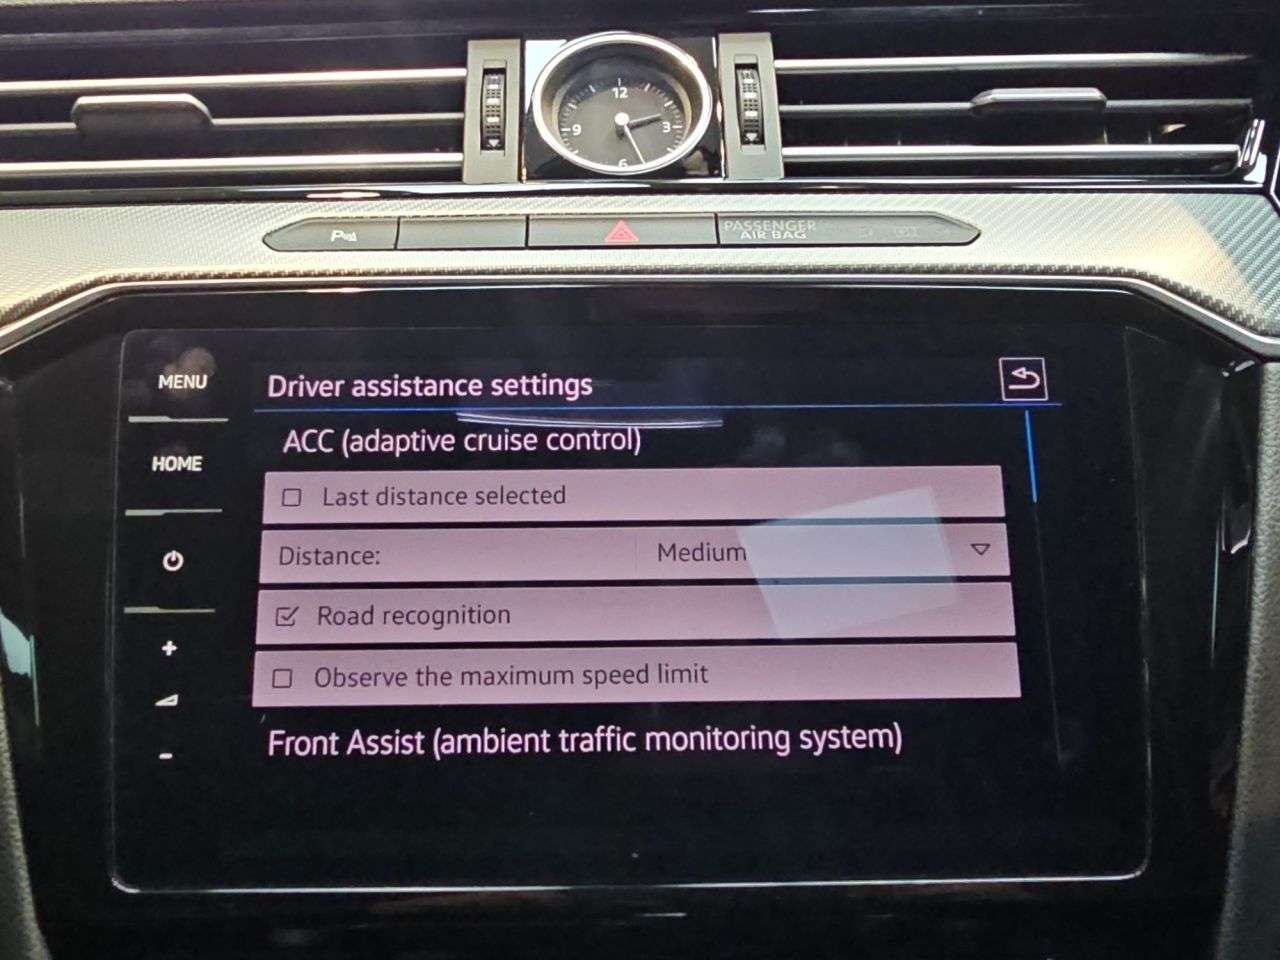 12
9
3
6
P
PASSENGER
AIR BAG
MENU
Driver assistance settings
ACC (adaptive cruise control)
HOME
Last distance selected
Distance: Medium
Road recognition
+
Observe the maximum speed limit
-
Front Assist (ambient traffic monitoring system)